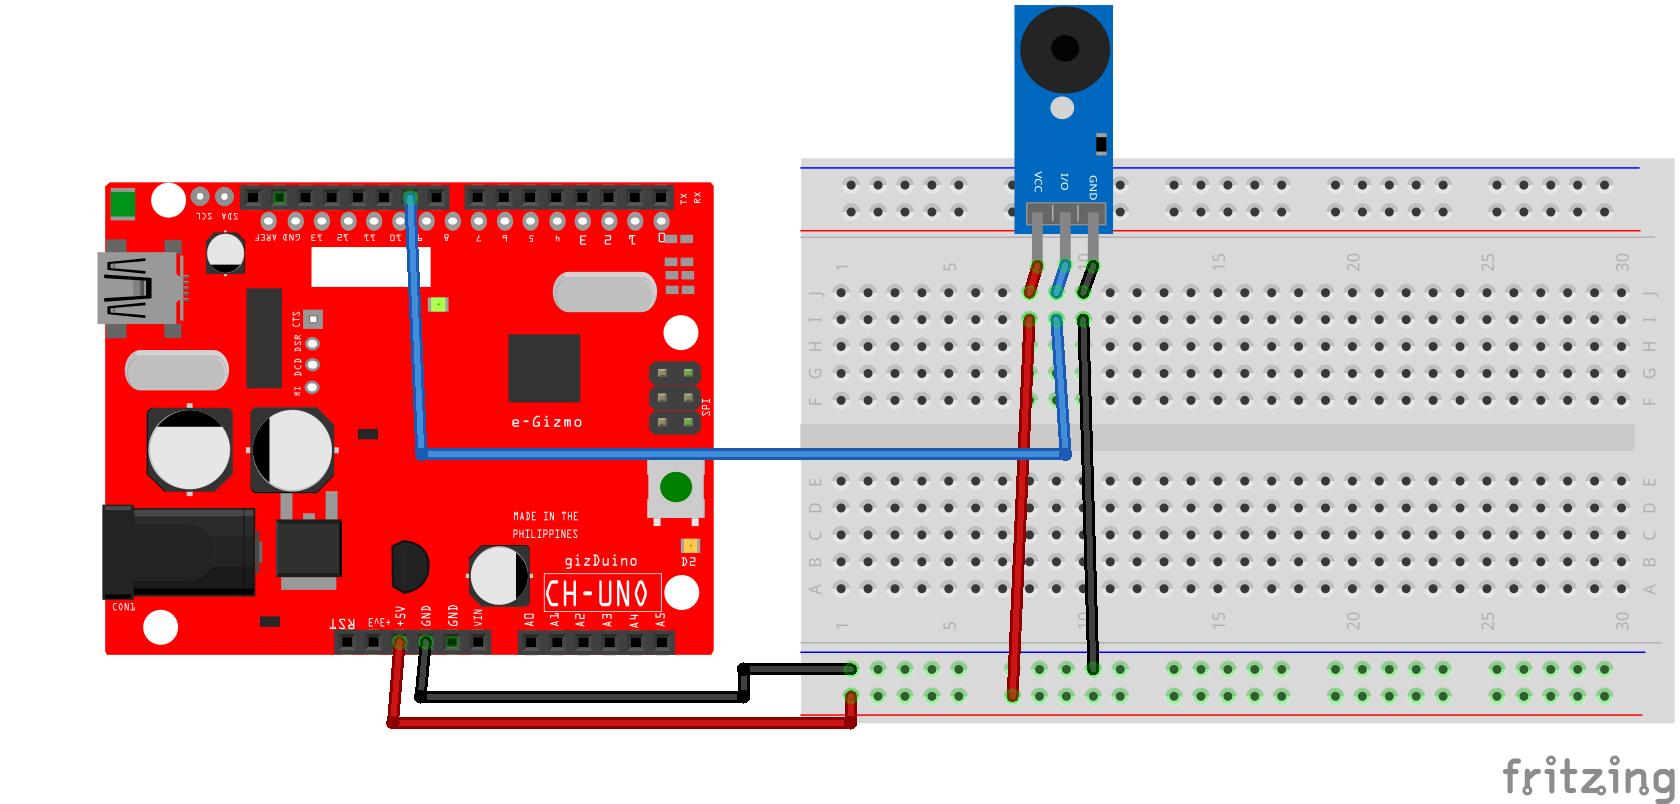 VCC I/O GND
TX
RX
SCL SDA
AREF GND 13 12 11 10 9 8 7 6 5 4 3 2 1 0
1 5 10 15 20 25 30
J J
I I
H H
G G
F F
CTS
DSR
DCD
RI
e-Gizmo
SPI
E E
D D
C C
B B
A A
MADE IN THE
PHILIPPINES
gizDuino
D2
CH-UNO
CON1
RST +3V3 +5V GND GND VIN A0 A1 A2 A3 A4 A5
1 5 10 15 20 25 30
fritzing